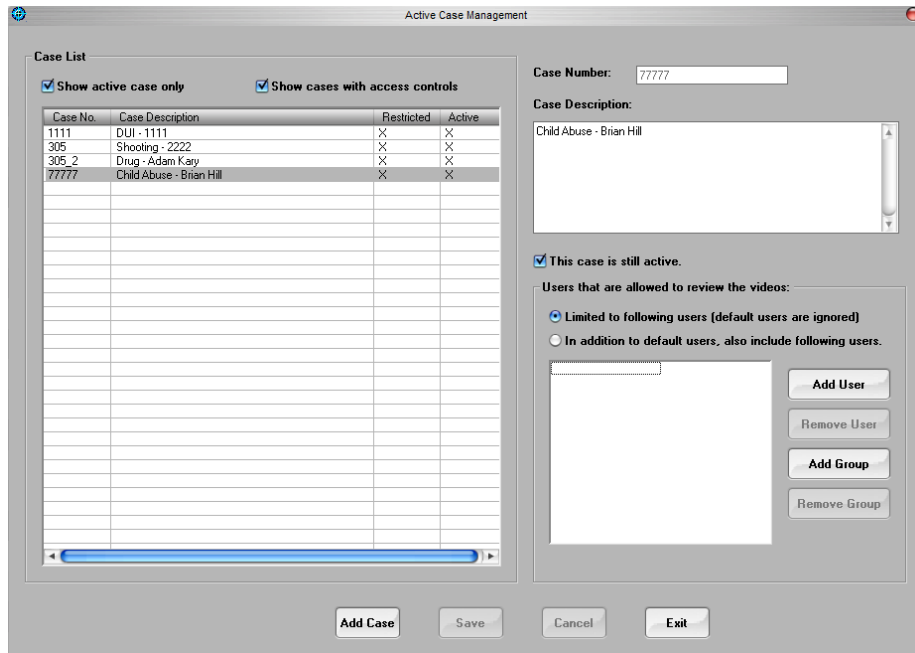 Active Case Management
Case List
Show active case only Show cases with access controls
Case No. Case Description Restricted Active
1111 DUI - 1111 X X
305 Shooting - 2222 X X
305_2 Drug - Adam Kary X X
77777 Child Abuse - Brian Hill X X
Case Number: 77777
Case Description:
Child Abuse - Brian Hill
This case is still active.
Users that are allowed to review the videos:
Limited to following users (default users are ignored)
In addition to default users, also include following users.
Add User
Remove User
Add Group
Remove Group
Add Case Save Cancel Exit